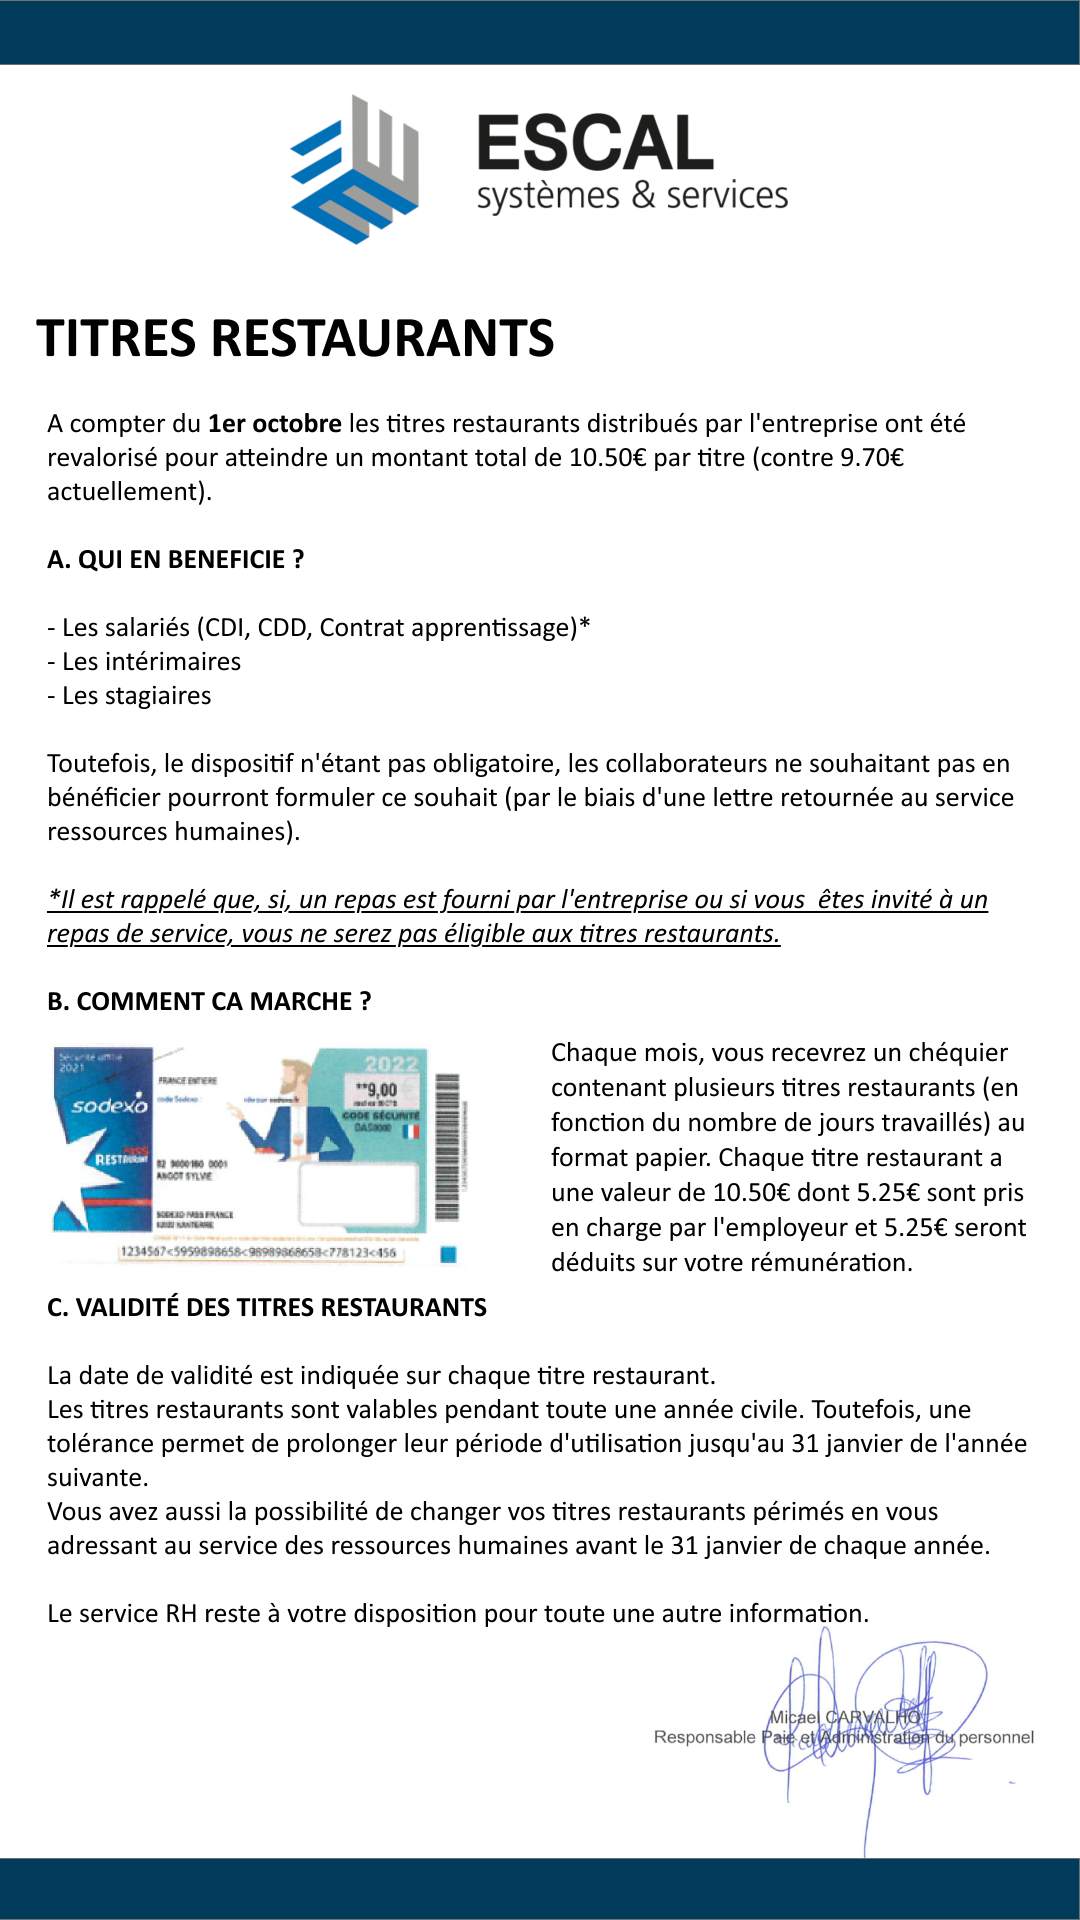 ESCAL
systèmes & services
TITRES RESTAURANTS
A compter du 1er octobre les titres restaurants distribués par l'entreprise ont été
revalorisé pour atteindre un montant total de 10.50€ par titre (contre 9.70€
actuellement).
A. QUI EN BENEFICIE ?
- Les salariés (CDI, CDD, Contrat apprentissage)*
- Les intérimaires
- Les stagiaires
Toutefois, le dispositif n'étant pas obligatoire, les collaborateurs ne souhaitant pas en
bénéficier pourront formuler ce souhait (par le biais d'une lettre retournée au service
ressources humaines).
*Il est rappelé que, si, un repas est fourni par l'entreprise ou si vous  êtes invité à un
repas de service, vous ne serez pas éligible aux titres restaurants.
B. COMMENT CA MARCHE ?
2021
sodexo
PASS
RESTAURANT
FRANCE ENTIERE
code Sodexo :
02 9000160 0001
ANGOT SYLVIE
SODEXO PASS FRANCE
92000 NANTERRE
2022
**9,00
CODE SÉCURITÉ
1234567<5959898658<98989868658<778123<456
Chaque mois, vous recevrez un chéquier
contenant plusieurs titres restaurants (en
fonction du nombre de jours travaillés) au
format papier. Chaque titre restaurant a
une valeur de 10.50€ dont 5.25€ sont pris
en charge par l'employeur et 5.25€ seront
déduits sur votre rémunération.
C. VALIDITÉ DES TITRES RESTAURANTS
La date de validité est indiquée sur chaque titre restaurant.
Les titres restaurants sont valables pendant toute une année civile. Toutefois, une
tolérance permet de prolonger leur période d'utilisation jusqu'au 31 janvier de l'année
suivante.
Vous avez aussi la possibilité de changer vos titres restaurants périmés en vous
adressant au service des ressources humaines avant le 31 janvier de chaque année.
Le service RH reste à votre disposition pour toute une autre information.
Micael CARVALHO
Responsable Paie et Administration du personnel